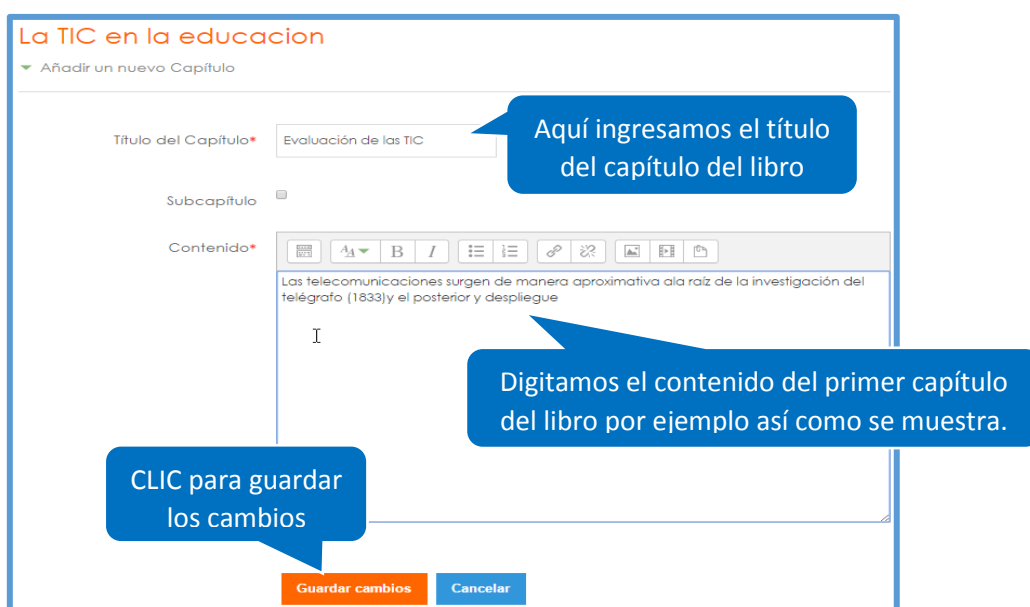 La TIC en la educacion
Añadir un nuevo Capítulo
Título del Capítulo*
Evaluación de las TIC
Aquí ingresamos el título
del capítulo del libro
Subcapítulo
Contenido*
Las telecomunicaciones surgen de manera aproximativa ala raíz de la investigación del
telégrafo (1833)y el posterior y despliegue
Digitamos el contenido del primer capítulo
del libro por ejemplo así como se muestra.
CLIC para guardar
los cambios
Guardar cambios
Cancelar